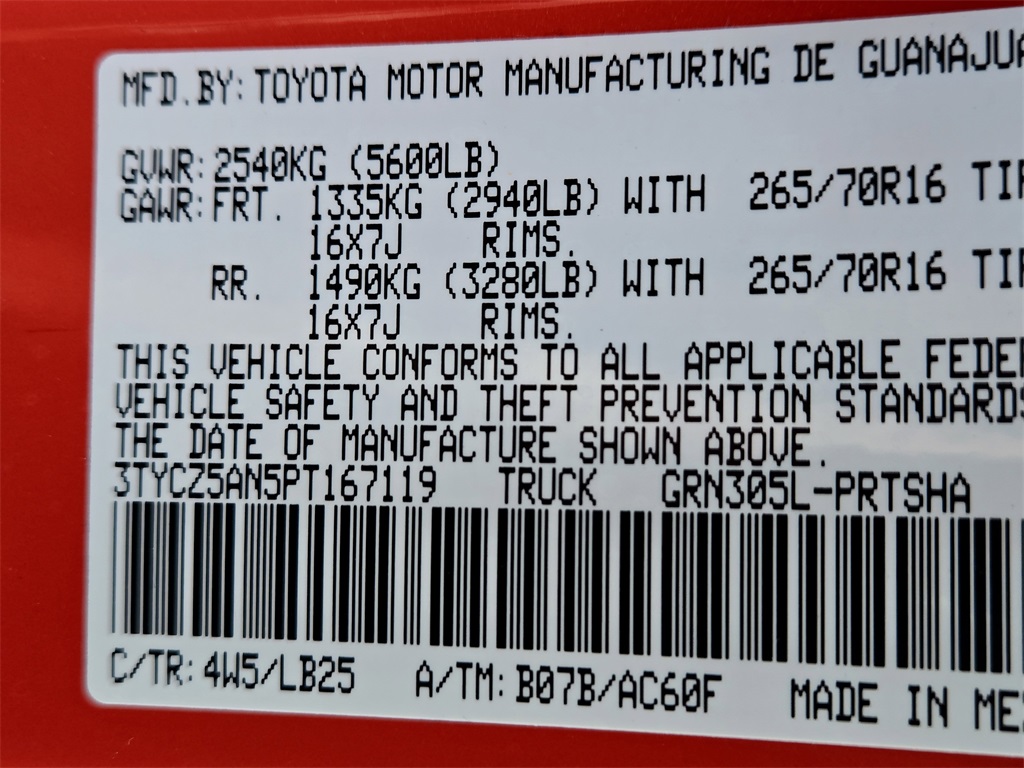 MFD.BY: TOYOTA MOTOR MANUFACTURING DE GUANAJUA
GVWR: 2540KG (5600LB)
GAWR: FRT. 1335KG (2940LB) WITH 265/70R16 TIR
16X7J RIMS.
RR. 1490KG (3280LB) WITH 265/70R16 TIR
16X7J RIMS.
THIS VEHICLE CONFORMS TO ALL APPLICABLE FEDE
VEHICLE SAFETY AND THEFT PREVENTION STANDARDS
THE DATE OF MANUFACTURE SHOWN ABOVE.
3TYCZ5AN5PT167119 TRUCK GRN305L-PRTSHA
C/TR: 4W5/LB25 A/TM: B07B/AC60F MADE IN ME